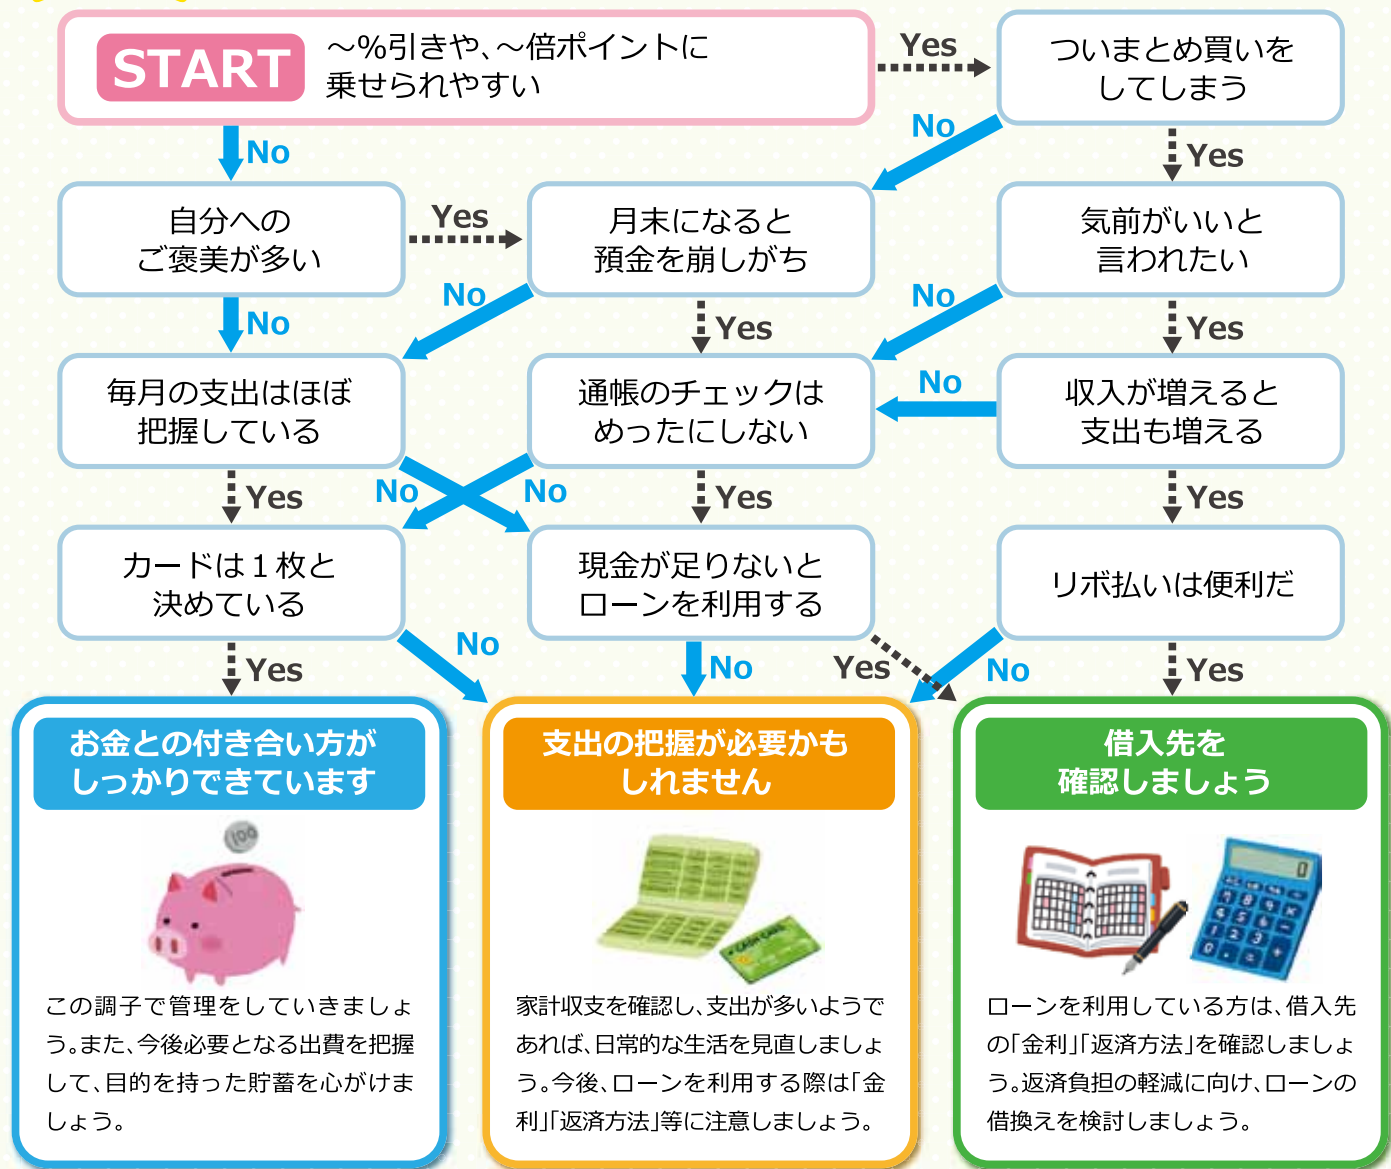 START
～%引きや、～倍ポイントに
乗せられやすい
Yes
ついまとめ買いを
してしまう
No
No
Yes
自分への
ご褒美が多い
Yes
月末になると
預金を崩しがち
気前がいいと
言われたい
No
No
Yes
No
Yes
毎月の支出はほぼ
把握している
通帳のチェックは
めったにしない
No
収入が増えると
支出も増える
Yes
No
No
Yes
Yes
カードは１枚と
決めている
現金が足りないと
ローンを利用する
リボ払いは便利だ
Yes
No
No
Yes
No
Yes
お金との付き合い方が
しっかりできています
100
この調子で管理をしていきましょ
う。また、今後必要となる出費を把握
して、目的を持った貯蓄を心がけま
しょう。
支出の把握が必要かも
しれません
CASH CARD
家計収支を確認し、支出が多いようで
あれば、日常的な生活を見直しましょ
う。今後、ローンを利用する際は「金
利」「返済方法」等に注意しましょう。
借入先を
確認しましょう
0
7 8 9 ×
4 5 6 −
1 2 3
0 . = +
ローンを利用している方は、借入先
の「金利」「返済方法」を確認しましょ
う。返済負担の軽減に向け、ローンの
借換えを検討しましょう。